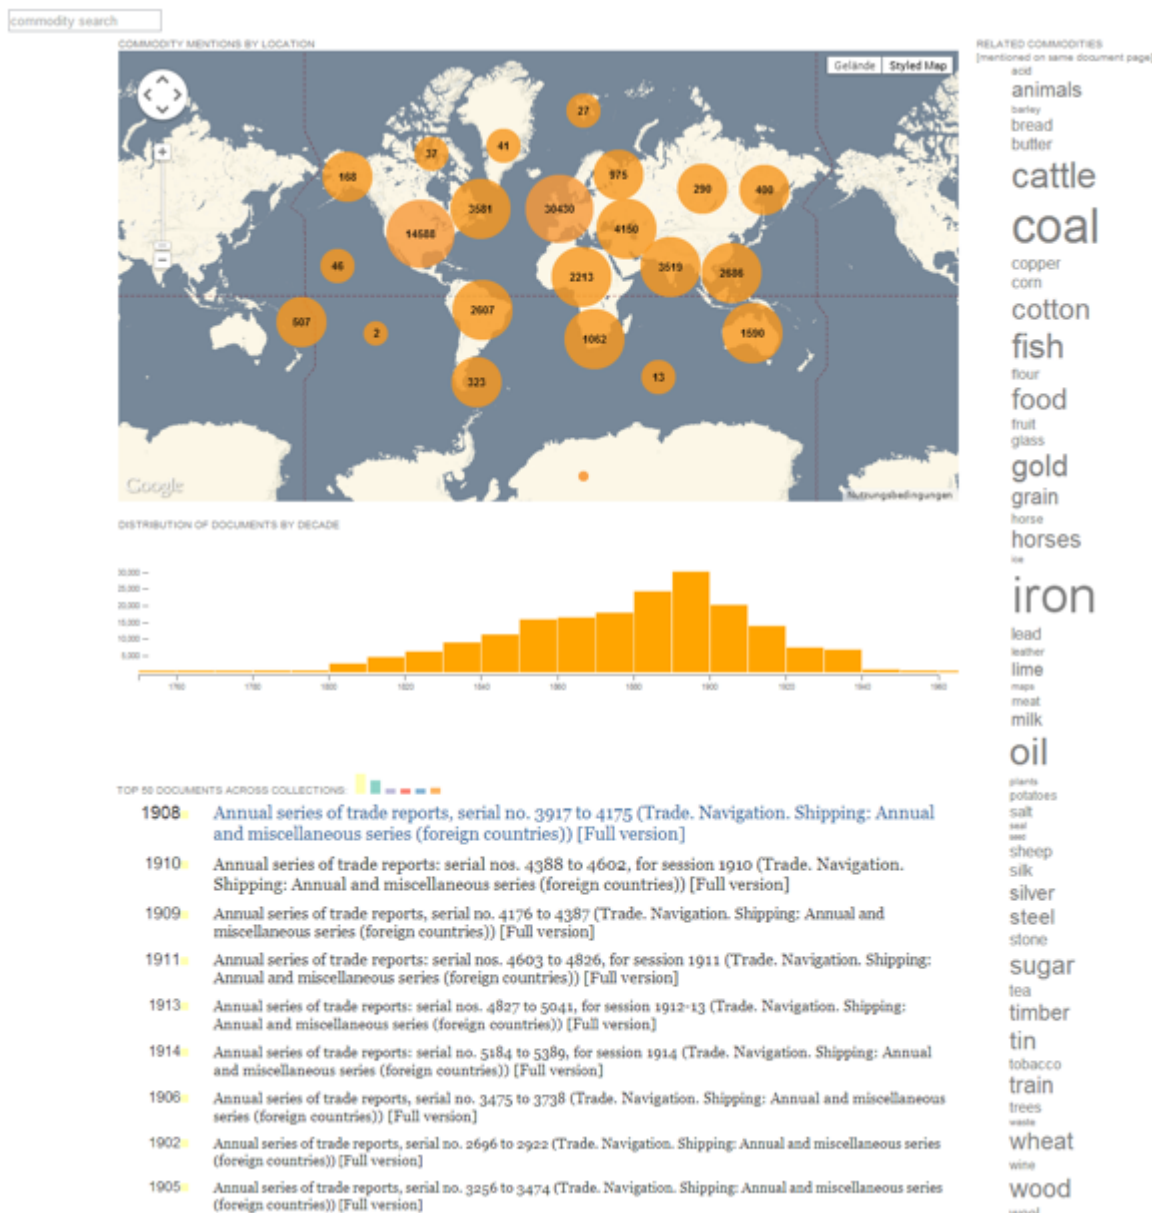 commodity search
COMMODITY MENTIONS BY LOCATION
Gelände
Styled Map
27
37
41
168
975
290
400
3581
30430
14588
4150
46
2213
3519
2686
2607
507
2
1590
1062
323
13
Google
Nutzungsbedingungen
DISTRIBUTION OF DOCUMENTS BY DECADE
30,000
25,000
20,000
15,000
10,000
5,000
1760
1780
1800
1820
1840
1860
1880
1900
1920
1940
1960
TOP 50 DOCUMENTS ACROSS COLLECTIONS:
1908 Annual series of trade reports, serial no. 3917 to 4175 (Trade. Navigation. Shipping: Annual
and miscellaneous series (foreign countries)) [Full version]
1910 Annual series of trade reports: serial nos. 4388 to 4602, for session 1910 (Trade. Navigation.
Shipping: Annual and miscellaneous series (foreign countries)) [Full version]
1909 Annual series of trade reports, serial no. 4176 to 4387 (Trade. Navigation. Shipping: Annual and
miscellaneous series (foreign countries)) [Full version]
1911 Annual series of trade reports: serial nos. 4603 to 4826, for session 1911 (Trade. Navigation. Shipping:
Annual and miscellaneous series (foreign countries)) [Full version]
1913 Annual series of trade reports: serial nos. 4827 to 5041, for session 1912-13 (Trade. Navigation. Shipping:
Annual and miscellaneous series (foreign countries)) [Full version]
1914 Annual series of trade reports: serial no. 5184 to 5389, for session 1914 (Trade. Navigation. Shipping: Annual
and miscellaneous series (foreign countries)) [Full version]
1906 Annual series of trade reports, serial no. 3475 to 3738 (Trade. Navigation. Shipping: Annual and miscellaneous
series (foreign countries)) [Full version]
1902 Annual series of trade reports, serial no. 2696 to 2922 (Trade. Navigation. Shipping: Annual and miscellaneous series
(foreign countries)) [Full version]
1905 Annual series of trade reports, serial no. 3256 to 3474 (Trade. Navigation. Shipping: Annual and miscellaneous series
(foreign countries)) [Full version]
RELATED COMMODITIES
[mentioned on same document page]
acid
animals
barley
bread
butter
cattle
coal
copper
corn
cotton
fish
flour
food
fruit
glass
gold
grain
horse
horses
ice
iron
lead
leather
lime
maps
meat
milk
oil
plants
potatoes
salt
seal
seed
sheep
silk
silver
steel
stone
sugar
tea
timber
tin
tobacco
train
trees
waste
wheat
wine
wood
wool